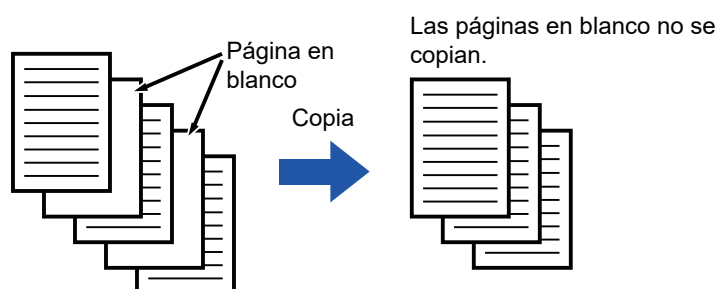 Página en
blanco
Copia
Las páginas en blanco no se
copian.